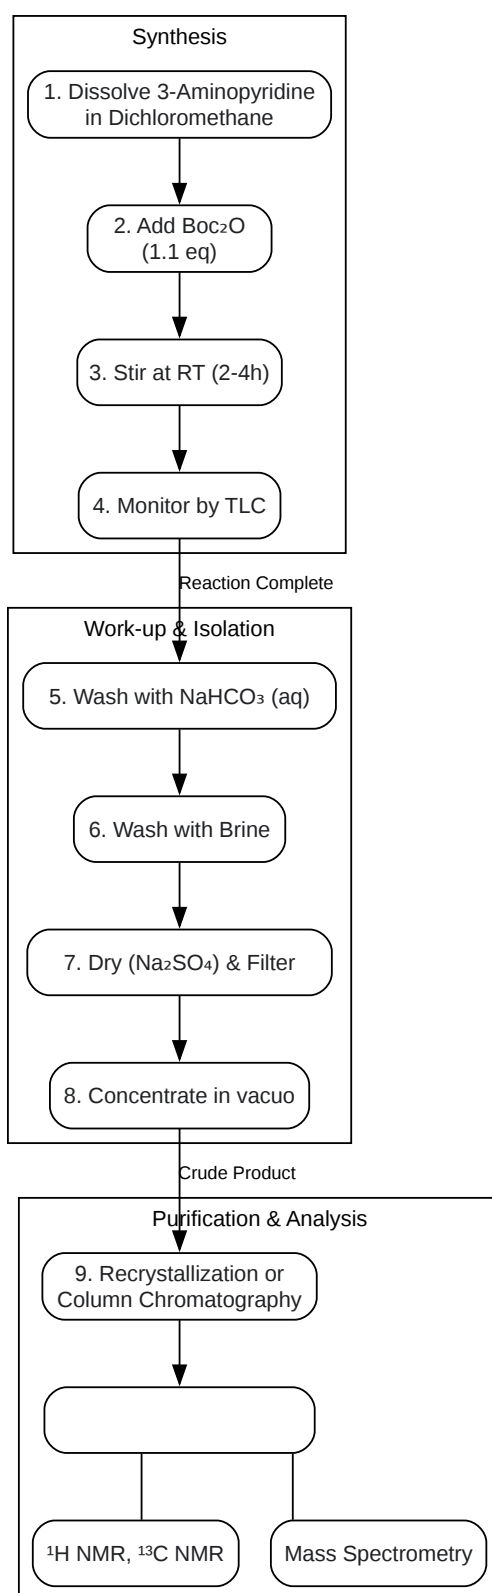 Synthesis
1. Dissolve 3-Aminopyridine
in Dichloromethane
2. Add Boc₂O
(1.1 eq)
3. Stir at RT (2-4h)
4. Monitor by TLC
Reaction Complete
Work-up & Isolation
5. Wash with NaHCO₃ (aq)
6. Wash with Brine
7. Dry (Na₂SO₄) & Filter
8. Concentrate in vacuo
Crude Product
Purification & Analysis
9. Recrystallization or
Column Chromatography
¹H NMR, ¹³C NMR
Mass Spectrometry